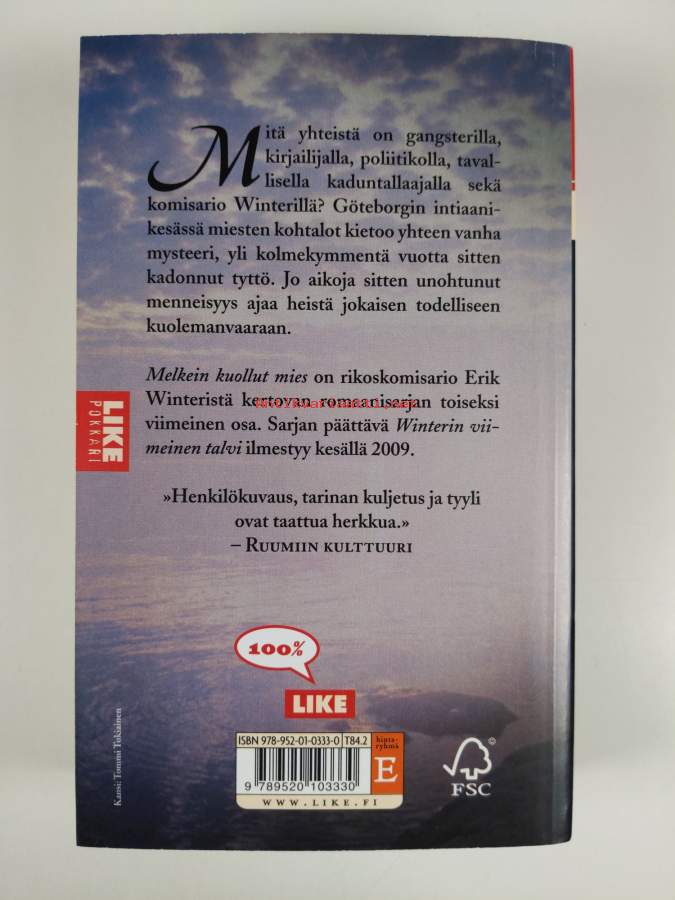 Mitä yhteistä on gangsterilla,
kirjailijalla, poliitikolla, taval-
lisella kaduntallaajalla sekä
komisario Winterillä? Göteborgin intiaani-
kesässä miesten kohtalot kietoo yhteen vanha
mysteeri, yli kolmekymmentä vuotta sitten
kadonnut tyttö. Jo aikoja sitten unohtunut
menneisyys ajaa heistä jokaisen todelliseen
kuolemanvaaraan.
Melkein kuollut mies on rikoskomisario Erik
Winteristä kertovan romaanisarjan toiseksi
viimeinen osa. Sarjan päättävä Winterin vii-
meinen talvi ilmestyy kesällä 2009.
»Henkilökuvaus, tarinan kuljetus ja tyyli
ovat taattua herkkua.»
– RUUMIIN KULTTUURI
LIKE
POKKARI
100%
LIKE
ISBN 978-952-01-0333-0 T84.2
hinta-
ryhmä
E
9 789520 103330
WWW.LIKE.FI
©
FSC
Kansi: Tommi Tukiainen